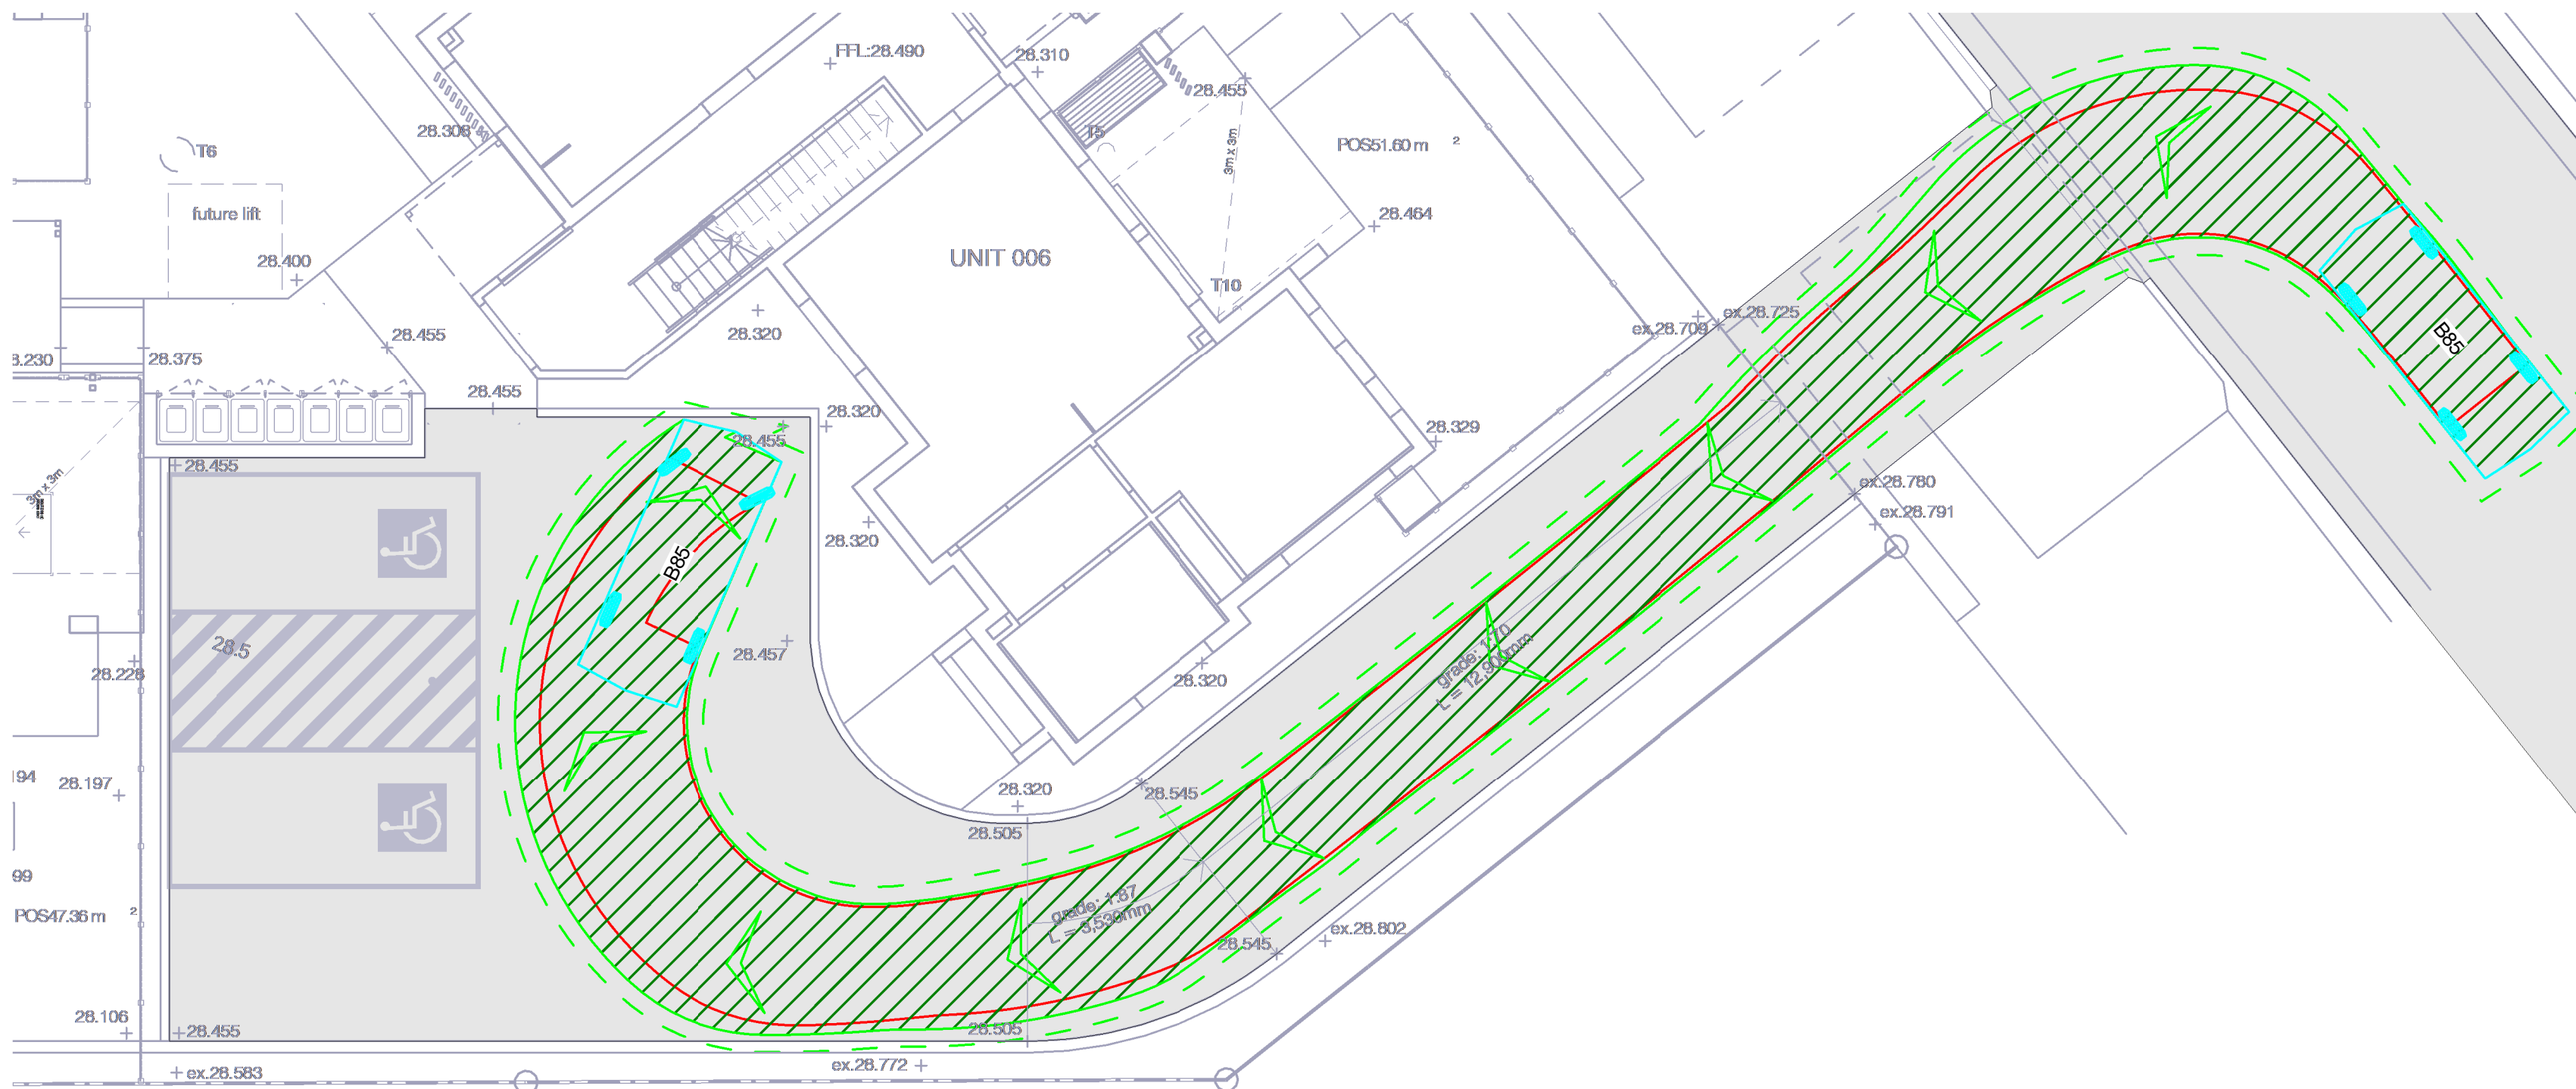 FFL:28.490
28.310
28.455
28.308
T5
T6
3m x 3m
POS51.60 m 2
future lift
28.464
UNIT 006
28.400
T10
28.455
28.320
28.375
ex.28.725
ex.28.709
B85
28.455
28.320
28.455
28.329
28.455
3m x 3m
ex.28.780
ex.28.791
28.320
B85
28.5
28.457
grade: 1:70
L = 12,900mm
28.228
28.320
28.197
28.320
28.545
28.505
grade: 1:87
L = 3,530mm
POS47.36 m 2
ex.28.802
28.545
28.106
28.455
28.505
ex.28.772
ex.28.583